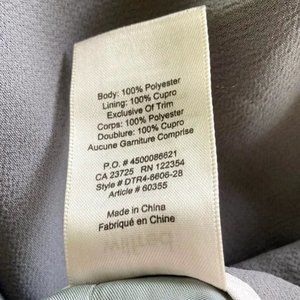 Body: 100% Polyester
Lining: 100% Cupro
Exclusive Of Trim
Corps: 100% Polyester
Doublure: 100% Cupro
Aucune Garniture Comprise
P.O. # 4500086621
CA 23725 RN 122354
Style # DTR4-6606-28
Article # 60355
Made in China
Fabriqué en Chine